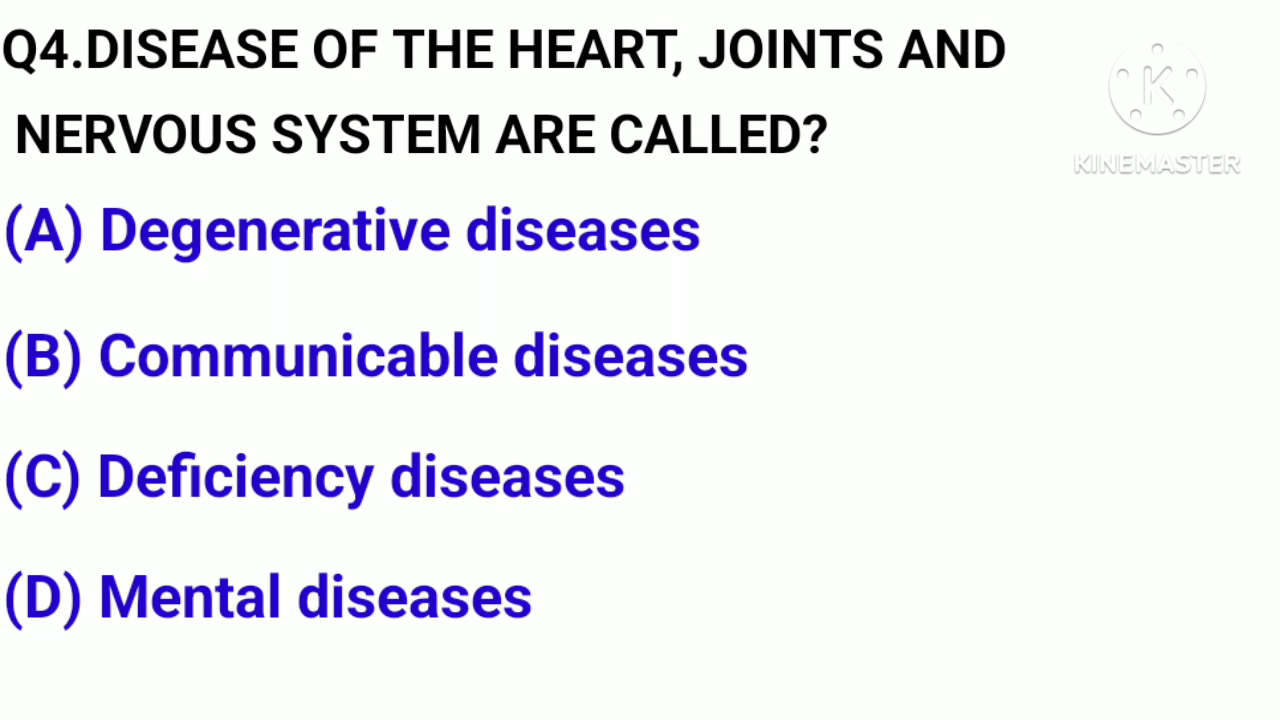 Q4.DISEASE OF THE HEART, JOINTS AND
NERVOUS SYSTEM ARE CALLED?
K
KINEMASTER
(A) Degenerative diseases
(B) Communicable diseases
(C) Deficiency diseases
(D) Mental diseases